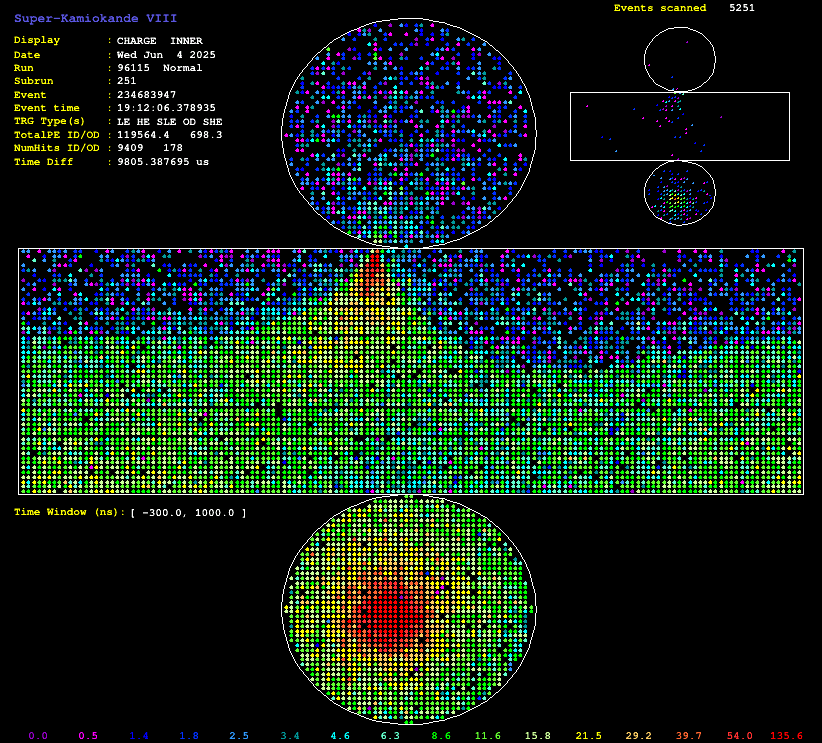 Super-Kamiokande VIII
Events scanned 5251
Display : CHARGE INNER
Date : Wed Jun 4 2025
Run : 96115 Normal
Subrun : 251
Event : 234683947
Event time : 19:12:06.378935
TRG Type(s) : LE HE SLE OD SHE
TotalPE ID/OD : 119564.4 698.3
NumHits ID/OD : 9409 178
Time Diff : 9805.387695 us
Time Window (ns): [ -300.0, 1000.0 ]
0.0 0.5 1.4 1.8 2.5 3.4 4.6 6.3 8.6 11.6 15.8 21.5 29.2 39.7 54.0 135.6